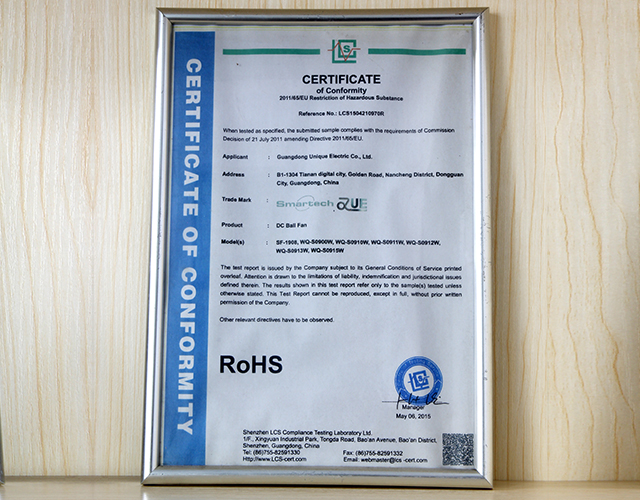 CERTIFICATE OF CONFORMITY
LCS
CERTIFICATE
of Conformity
2011/65/EU Restriction of Hazardous Substance
Reference No.: LCS1504210970R
When tested as specified, the submitted sample complies with the requirements of Commission
Decision of 21 July 2011 amending Directive 2011/65/EU.
Applicant : Guangdong Unique Electric Co., Ltd.
Address : B1-1304 Tianan digital city, Golden Road, Nancheng District, Dongguan
City, Guangdong, China
Trade Mark : Smartech
Product : DC Ball Fan
Model(s) : SF-1908, WQ-S0900W, WQ-S0910W, WQ-S0911W, WQ-S0912W,
WQ-S0913W, WQ-S0915W
The test report is issued by the Company subject to its General Conditions of Service printed
overleaf. Attention is drawn to the limitations of liability, indemnification and jurisdictional issues
defined therein. The results shown in this test report refer only to the sample(s) tested unless
otherwise stated. This Test Report cannot be reproduced, except in full, without prior written
permission of the Company.
Other relevant directives have to be observed.
RoHS
Manager
May 06, 2015
Shenzhen LCS Compliance Testing Laboratory Ltd.
1/F., Xingyuan Industrial Park, Tongda Road, Bao'an Avenue, Bao'an District,
Shenzhen, Guangdong, China
Tel: (86)755-82591330 Fax: (86)755-82591332
Http://www.LCS-cert.com Email: webmaster@lcs -cert.com